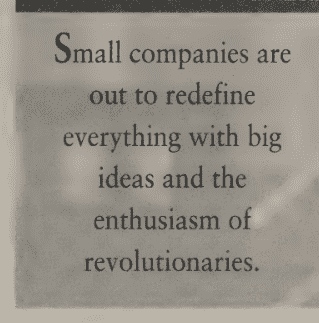 Small companies are
out to redefine
everything with big
ideas and the
enthusiasm of
revolutionaries.